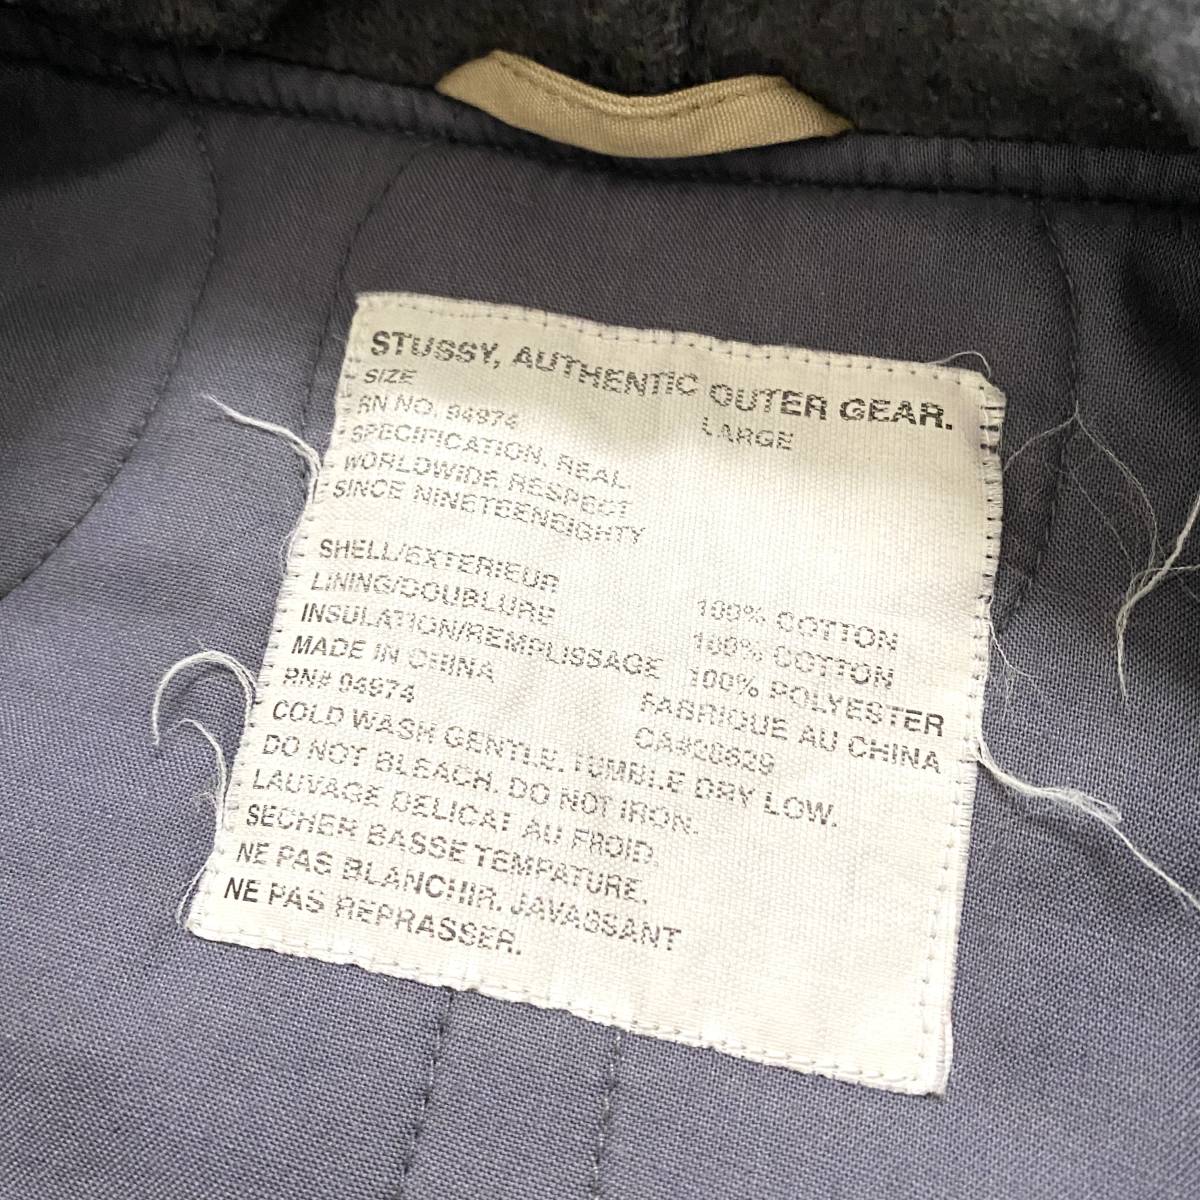 STUSSY, AUTHENTIC OUTER GEAR.
SIZE LARGE
RN NO. 94974
SPECIFICATION. REAL
WORLDWIDE RESPECT
SINCE NINETEENEIGHTY
SHELL/EXTERIEUR 100% COTTON
LINING/DOUBLURE 100% COTTON
INSULATION/REMPLISSAGE 100% POLYESTER
MADE IN CHINA FABRIQUE AU CHINA
RN# 94974 CA#28629
COLD WASH GENTLE. TUMBLE DRY LOW.
DO NOT BLEACH. DO NOT IRON.
LAUVAGE DELICAT AU FROID
SECHER BASSE TEMPATURE.
NE PAS BLANCHIR. JAVASSANT
NE PAS REPRASSER.